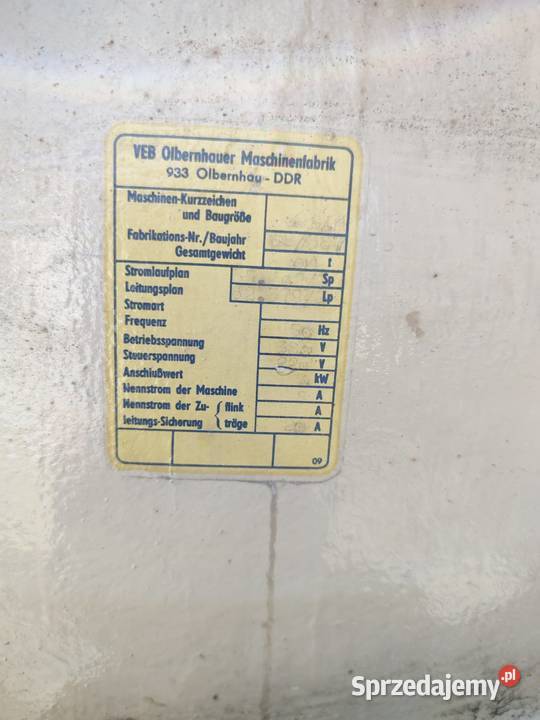 VEB Olbernhauer Maschinenfabrik
933 Olbernhau - DDR
Maschinen-Kurzzeichen
und Baugröße
Fabrikations-Nr./Baujahr
Gesamtgewicht t
Stromlaufplan Sp
Leitungsplan Lp
Stromart
Frequenz Hz
Betriebsspannung V
Steuerspannung V
Anschlußwert kW
Nennstrom der Maschine A
Nennstrom der Zu- { flink A
leitungs-Sicherung { träge A
09
Sprzedajemy.pl